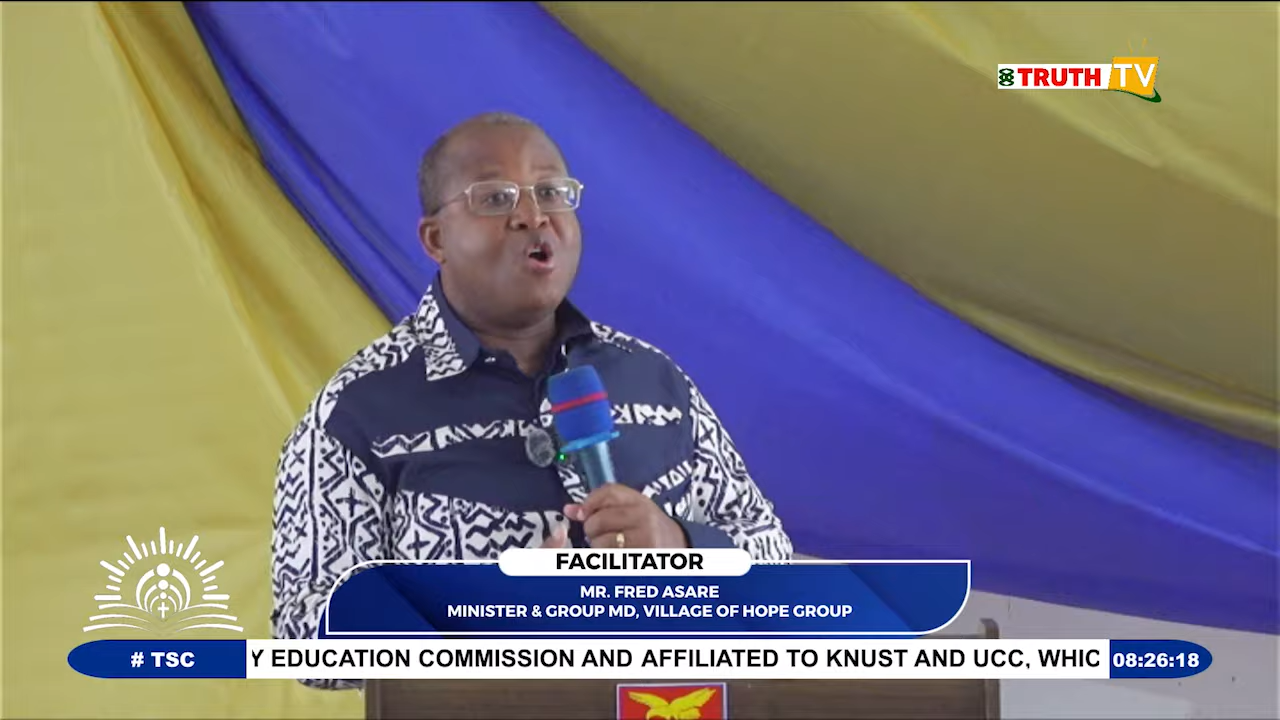 TRUTH TV
FACILITATOR
MR. FRED ASARE
MINISTER & GROUP MD, VILLAGE OF HOPE GROUP
# TSC
Y EDUCATION COMMISSION AND AFFILIATED TO KNUST AND UCC, WHIC
08:26:18